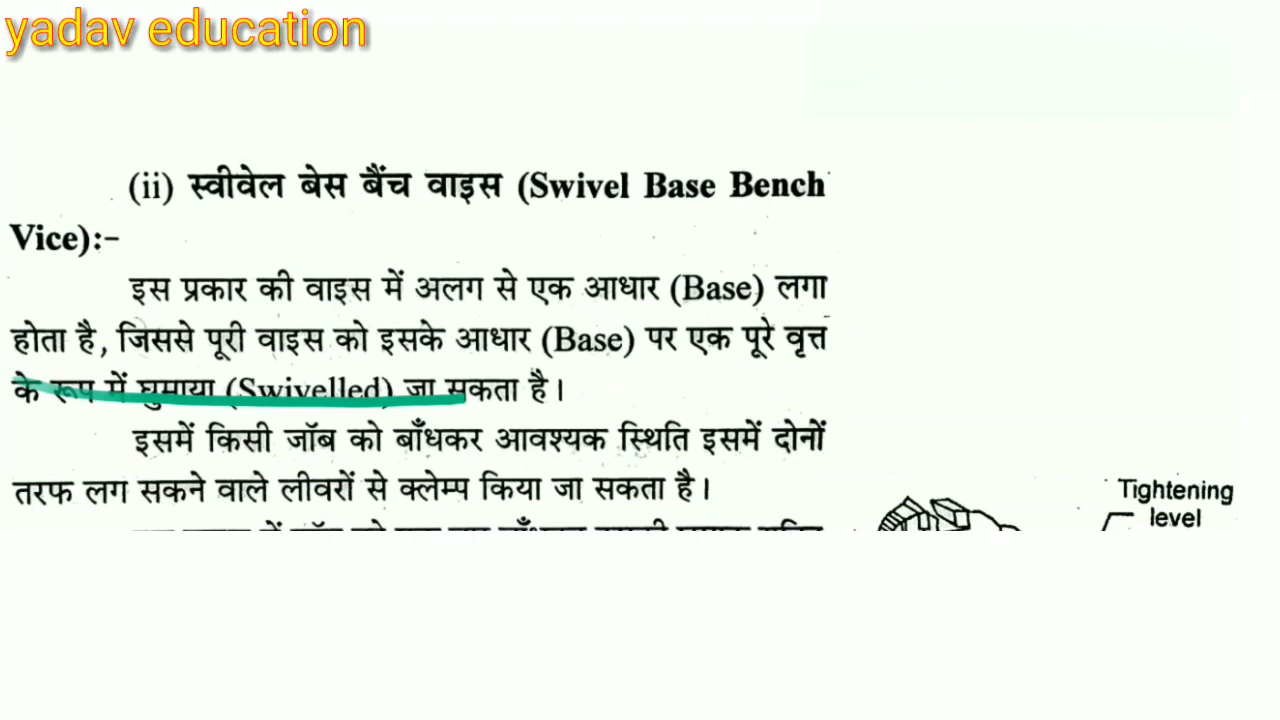 yadav education
(ii) स्वीवेल बेस बैंच वाइस (Swivel Base Bench
Vice):-
इस प्रकार की वाइस में अलग से एक आधार (Base) लगा
होता है, जिससे पूरी वाइस को इसके आधार (Base) पर एक पूरे वृत्त
के रूप में घुमाया (Swivelled) जा सकता है।
इसमें किसी जॉब को बाँधकर आवश्यक स्थिति इसमें दोनों
तरफ लग सकने वाले लीवरों से क्लेम्प किया जा सकता है।
Tightening
level